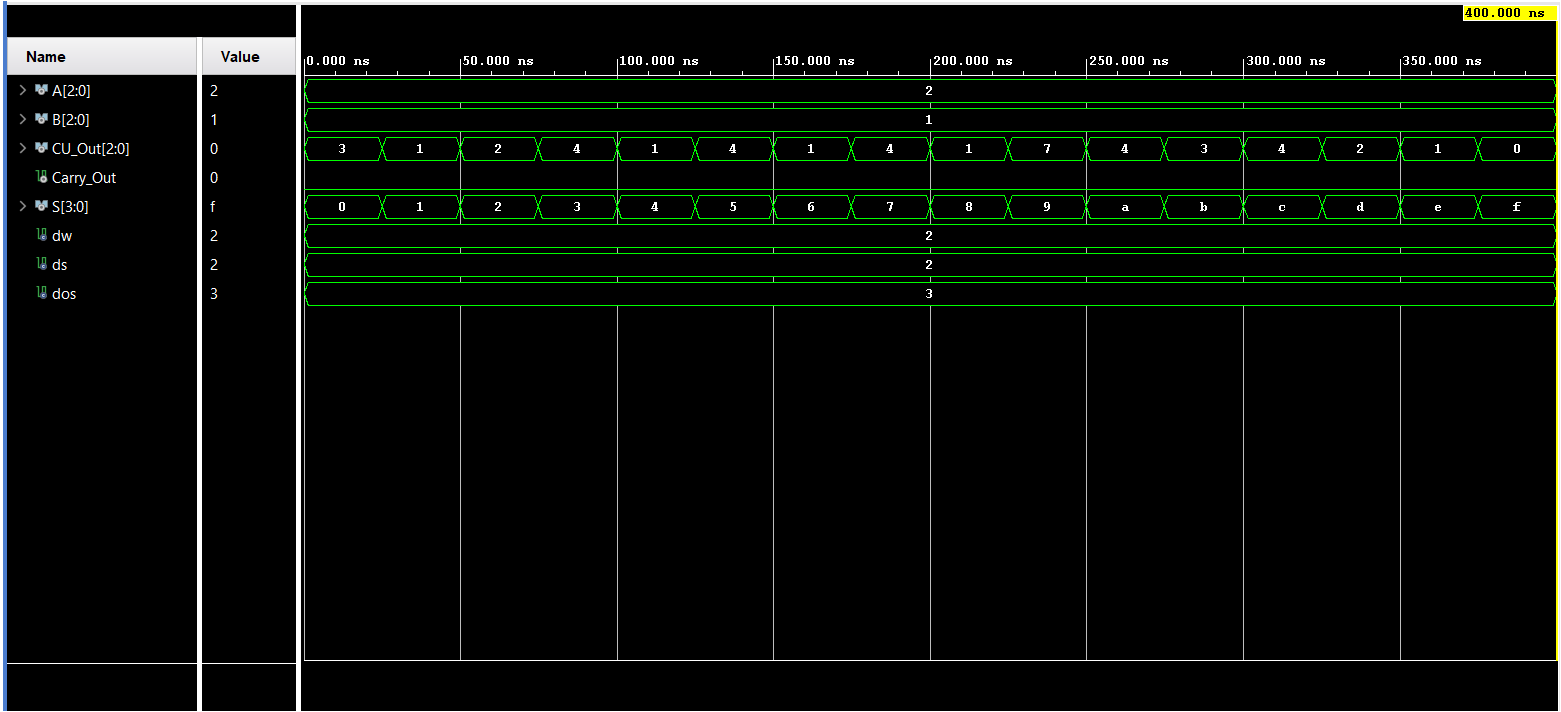 400.000 ns
Name Value
0.000 ns 50.000 ns 100.000 ns 150.000 ns 200.000 ns 250.000 ns 300.000 ns 350.000 ns
A[2:0] 2 2
B[2:0] 1 1
CU_Out[2:0] 0 3 1 2 4 1 4 1 4 1 7 4 3 4 2 1 0
Carry_Out 0
S[3:0] f 0 1 2 3 4 5 6 7 8 9 a b c d e f
dw 2 2
ds 2 2
dos 3 3